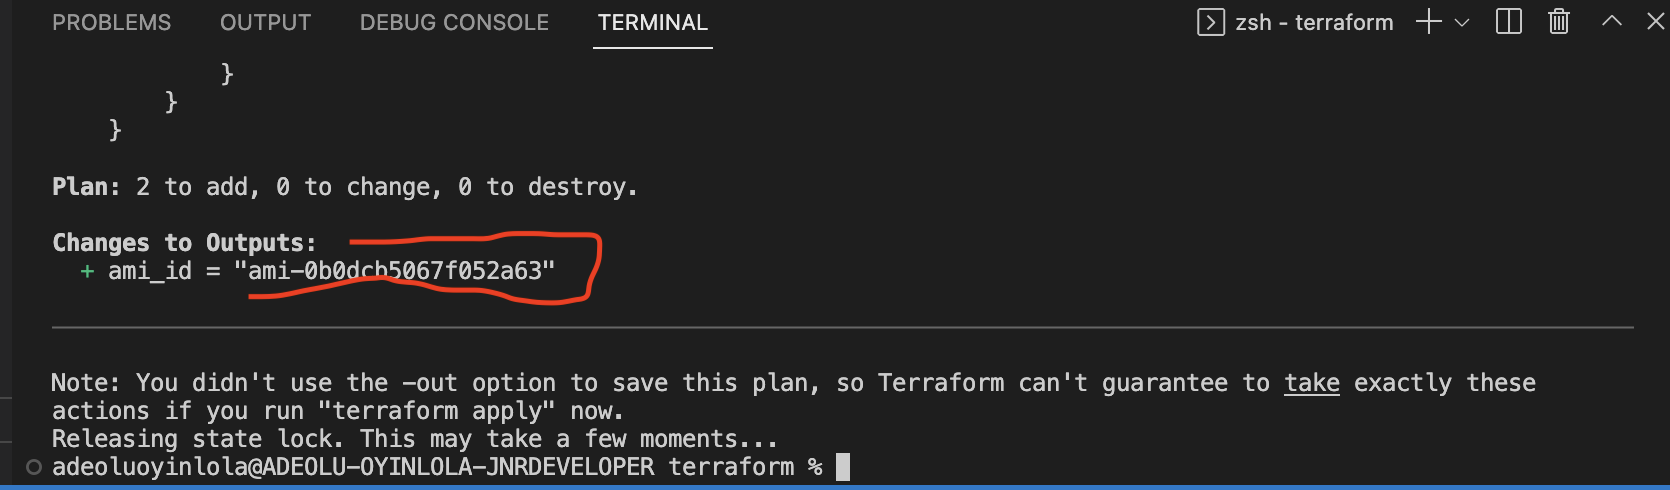 PROBLEMS OUTPUT DEBUG CONSOLE TERMINAL zsh - terraform
}
}
}
Plan: 2 to add, 0 to change, 0 to destroy.
Changes to Outputs:
+ ami_id = "ami-0b0dcb5067f052a63"
Note: You didn't use the -out option to save this plan, so Terraform can't guarantee to take exactly these
actions if you run "terraform apply" now.
Releasing state lock. This may take a few moments...
adeoluoyinlola@ADEOLU-OYINLOLA-JNRDEVELOPER terraform %